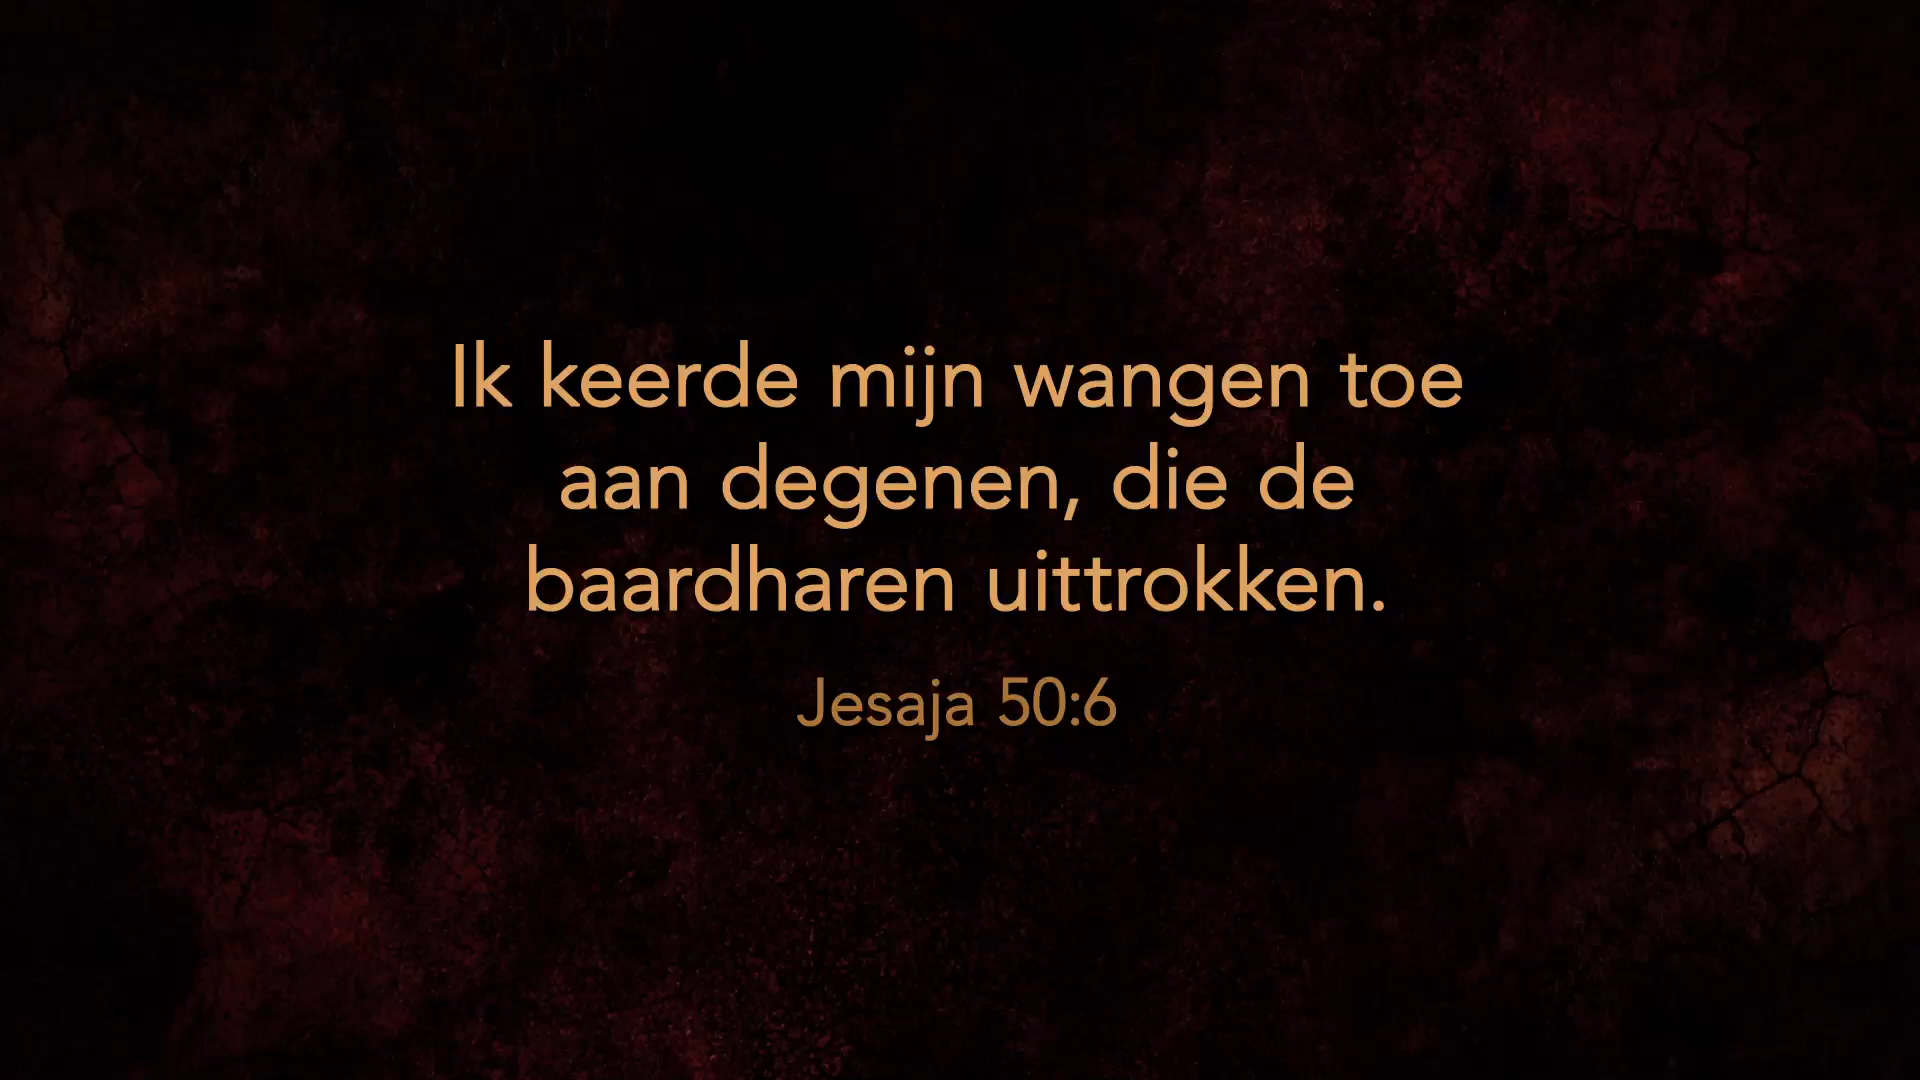 Ik keerde mijn wangen toe
aan degenen, die de
baardharen uittrokken.
Jesaja 50:6